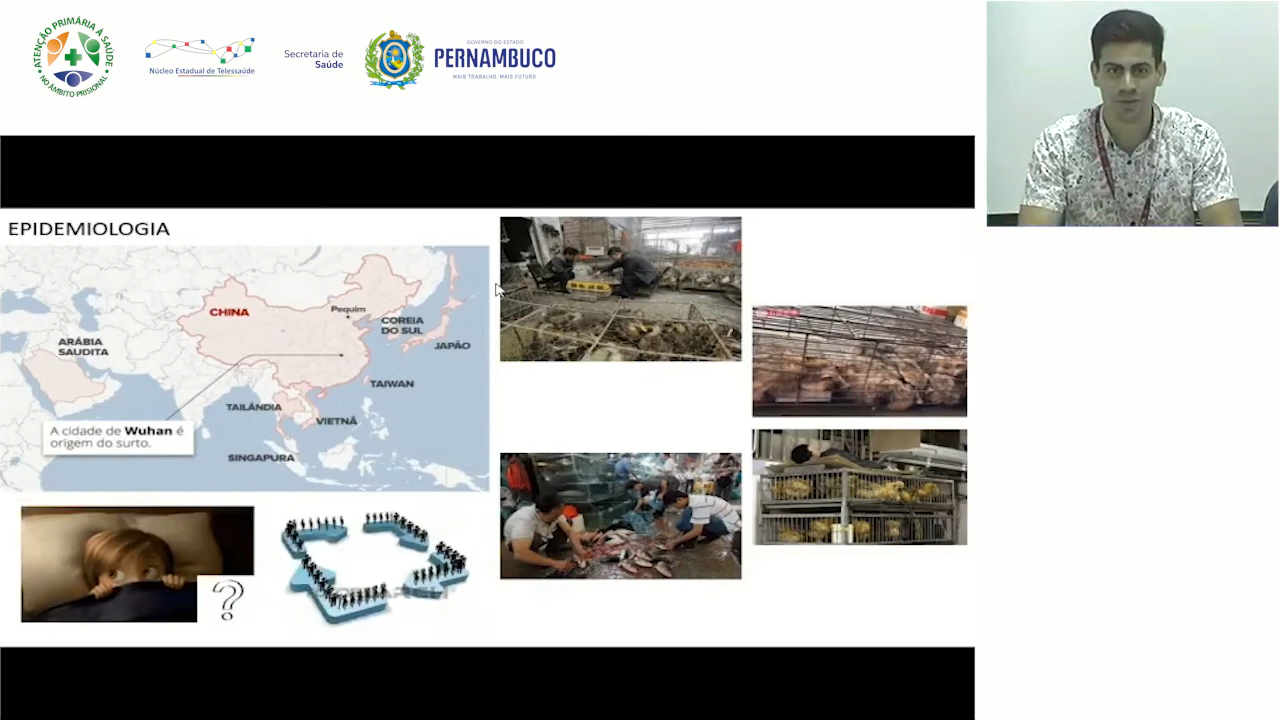 ATENÇÃO PRIMÁRIA À SAÚDE
NO ÂMBITO PRISIONAL
Núcleo Estadual de Telessaúde
Secretaria de
Saúde
GOVERNO DO ESTADO
PERNAMBUCO
MAIS TRABALHO, MAIS FUTURO.
EPIDEMIOLOGIA
CHINA
Pequim
COREIA
DO SUL
JAPÃO
ARÁBIA
SAUDITA
TAIWAN
TAILÂNDIA
VIETNÃ
A cidade de Wuhan é
origem do surto.
SINGAPURA
?